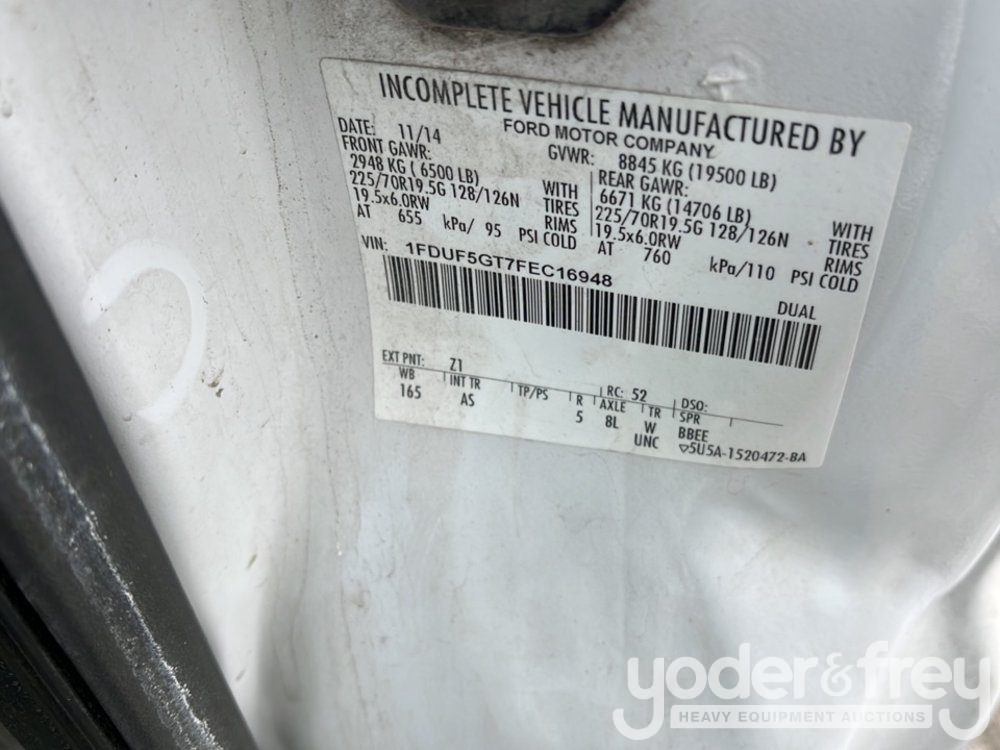 INCOMPLETE VEHICLE MANUFACTURED BY
FORD MOTOR COMPANY
DATE: 11/14 GVWR: 8845 KG (19500 LB)
FRONT GAWR: REAR GAWR:
2948 KG ( 6500 LB) WITH 6671 KG (14706 LB) WITH
225/70R19.5G 128/126N TIRES 225/70R19.5G 128/126N TIRES
19.5x6.0RW RIMS 19.5x6.0RW RIMS
AT 655 kPa/ 95 PSI COLD AT 760 kPa/110 PSI COLD
VIN: 1FDUF5GT7FEC16948
DUAL
EXT PNT: Z1 RC: 52 DSO:
WB INT TR TP/PS R AXLE TR SPR
165 AS 5 8L W BBEE
UNC ▽5U5A-1520472-BA
yoder&frey
HEAVY EQUIPMENT AUCTIONS